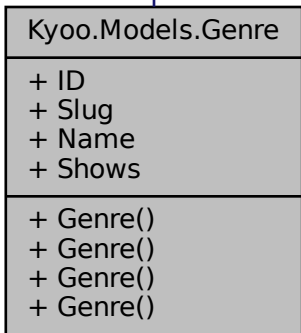 Kyoo.Models.Genre
+ ID
+ Slug
+ Name
+ Shows
+ Genre()
+ Genre()
+ Genre()
+ Genre()